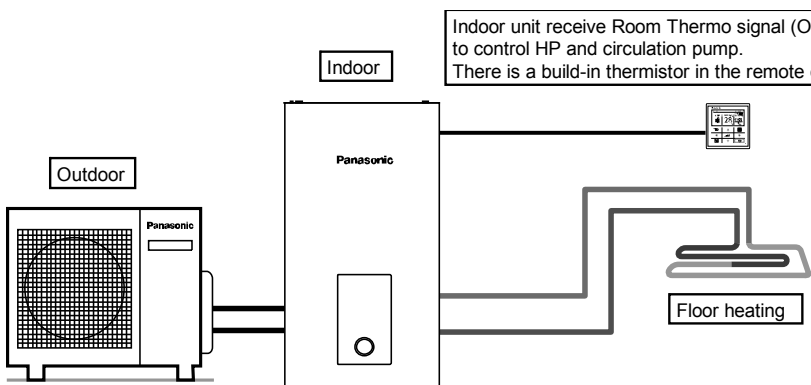 Indoor unit receive Room Thermo signal (O
to control HP and circulation pump.
There is a build-in thermistor in the remote
Indoor
Panasonic
Outdoor
Panasonic
Floor heating